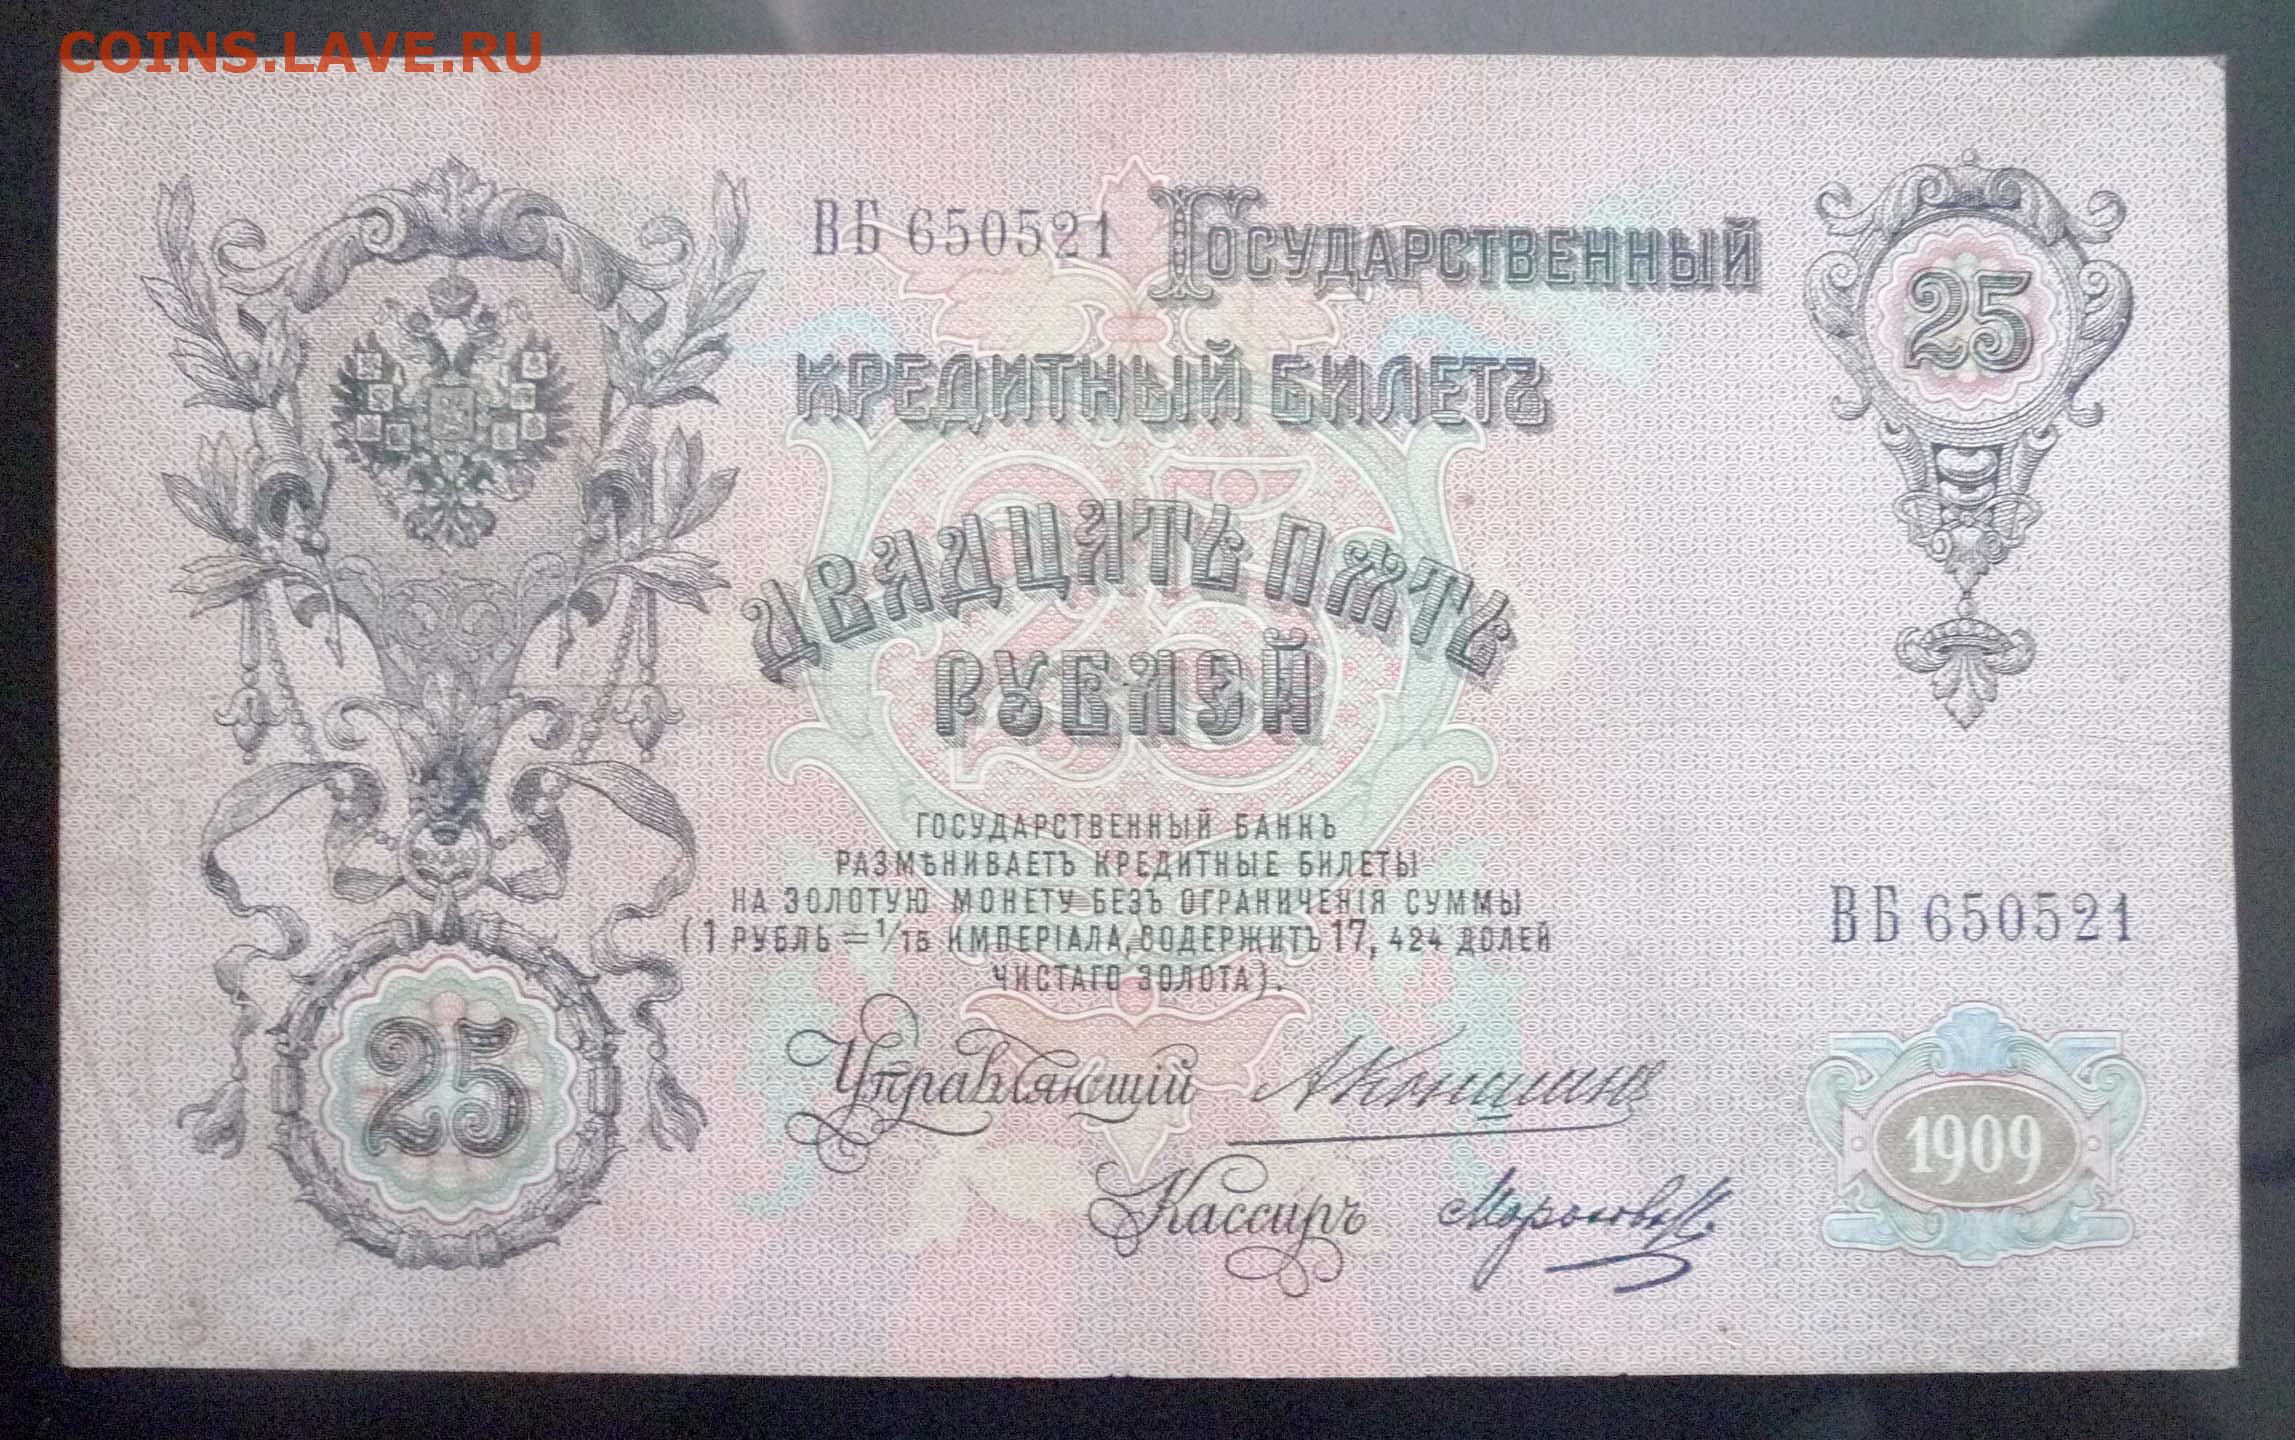 COINS.LAVE.RU
ВБ 650521
ГОСУДАРСТВЕННЫЙ
КРЕДИТНЫЙ БИЛЕТЪ
25
ДВАДЦАТЬ ПЯТЬ
РУБЛЕЙ
ГОСУДАРСТВЕННЫЙ БАНКЪ
РАЗМѢНИВАЕТЪ КРЕДИТНЫЕ БИЛЕТЫ
НА ЗОЛОТУЮ МОНЕТУ БЕЗЪ ОГРАНИЧЕНІЯ СУММЫ
(1 РУБЛЬ = 1/15 ИМПЕРІАЛА, СОДЕРЖИТЪ 17, 424 ДОЛЕЙ
ЧИСТАГО ЗОЛОТА).
ВБ 650521
25
25
Управляющій АКоншинъ
Кассиръ
1909